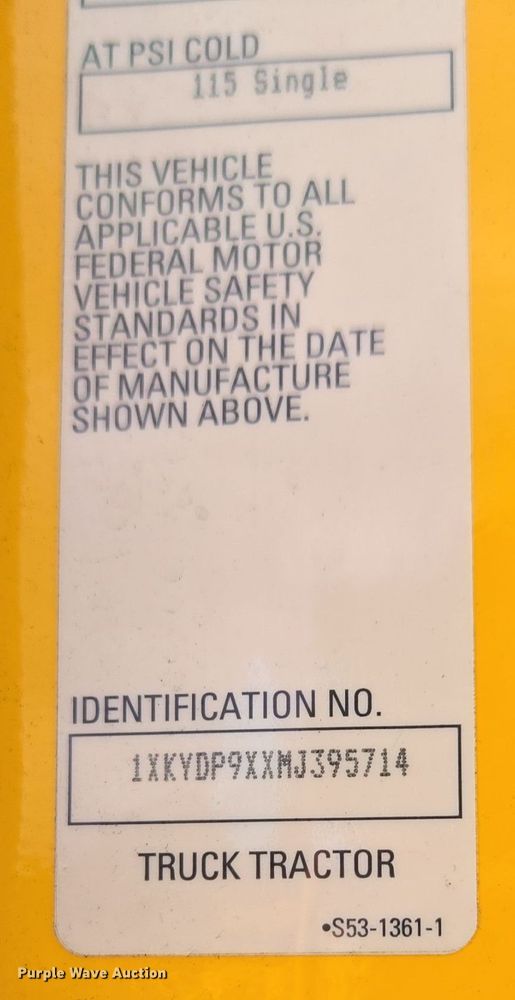 AT PSI COLD
115 Single
THIS VEHICLE
CONFORMS TO ALL
APPLICABLE U.S.
FEDERAL MOTOR
VEHICLE SAFETY
STANDARDS IN
EFFECT ON THE DATE
OF MANUFACTURE
SHOWN ABOVE.
IDENTIFICATION NO.
1XKYDP9XXMJ395714
TRUCK TRACTOR
•S53-1361-1
Purple Wave Auction